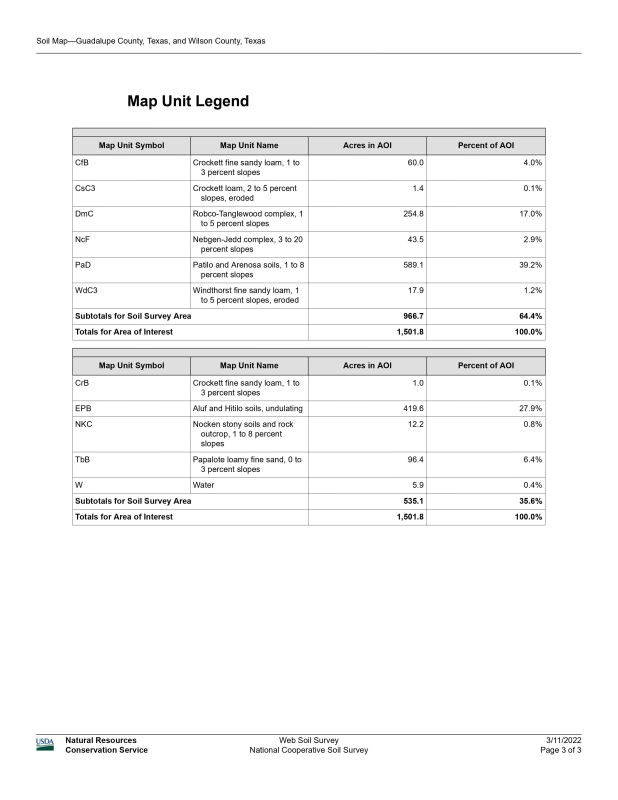 Soil Map—Guadalupe County, Texas, and Wilson County, Texas
Map Unit Legend
Map Unit Symbol Map Unit Name Acres in AOI Percent of AOI
CfB Crockett fine sandy loam, 1 to 60.0 4.0%
3 percent slopes
CsC3 Crockett loam, 2 to 5 percent 1.4 0.1%
slopes, eroded
DmC Robco-Tanglewood complex, 1 254.8 17.0%
to 5 percent slopes
NcF Nebgen-Jedd complex, 3 to 20 43.5 2.9%
percent slopes
PaD Patilo and Arenosa soils, 1 to 8 589.1 39.2%
percent slopes
WdC3 Windthorst fine sandy loam, 1 17.9 1.2%
to 5 percent slopes, eroded
Subtotals for Soil Survey Area 966.7 64.4%
Totals for Area of Interest 1,501.8 100.0%
Map Unit Symbol Map Unit Name Acres in AOI Percent of AOI
CrB Crockett fine sandy loam, 1 to 1.0 0.1%
3 percent slopes
EPB Aluf and Hitilo soils, undulating 419.6 27.9%
NKC Nocken stony soils and rock 12.2 0.8%
outcrop, 1 to 8 percent
slopes
TbB Papalote loamy fine sand, 0 to 96.4 6.4%
3 percent slopes
W Water 5.9 0.4%
Subtotals for Soil Survey Area 535.1 35.6%
Totals for Area of Interest 1,501.8 100.0%
USDA Natural Resources Web Soil Survey 3/11/2022
Conservation Service National Cooperative Soil Survey Page 3 of 3